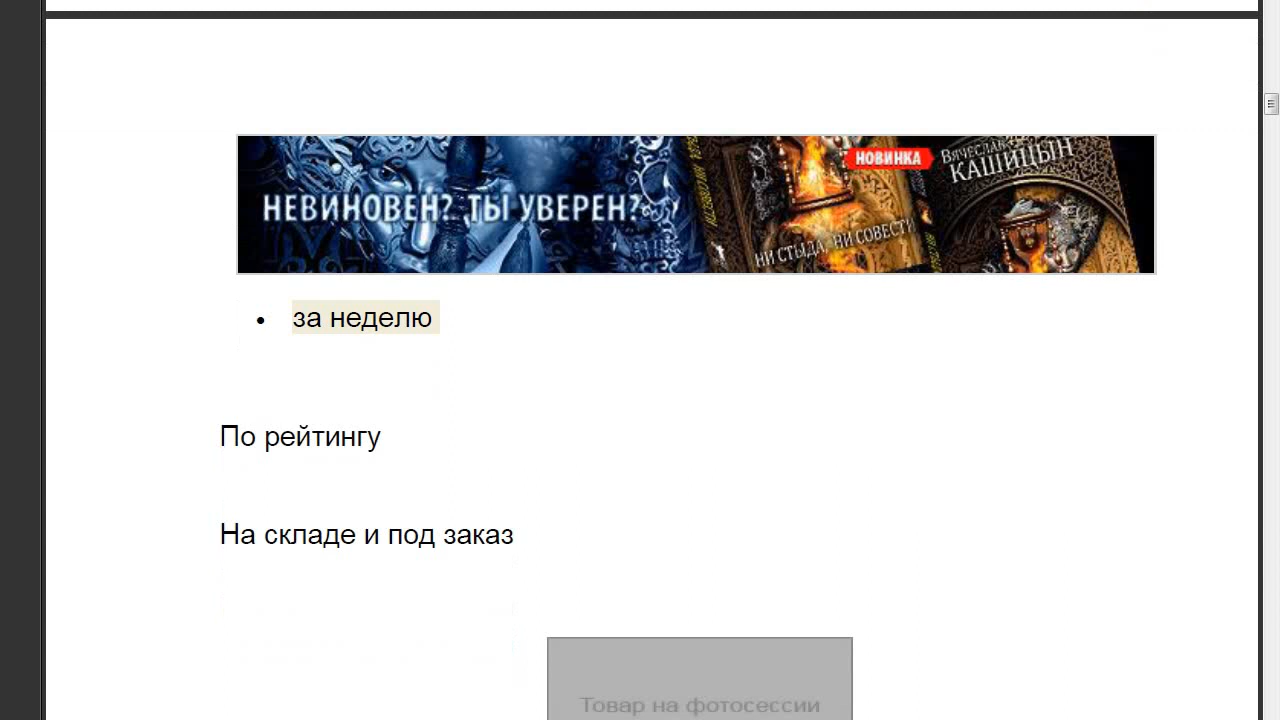 НЕВИНОВЕН? ТЫ УВЕРЕН?
НОВИНКА
ВЯЧЕСЛАВ
КАШИЦЫН
НИ СТЫДА, НИ СОВЕСТИ
• за неделю
По рейтингу
На складе и под заказ
Товар на фотосессии